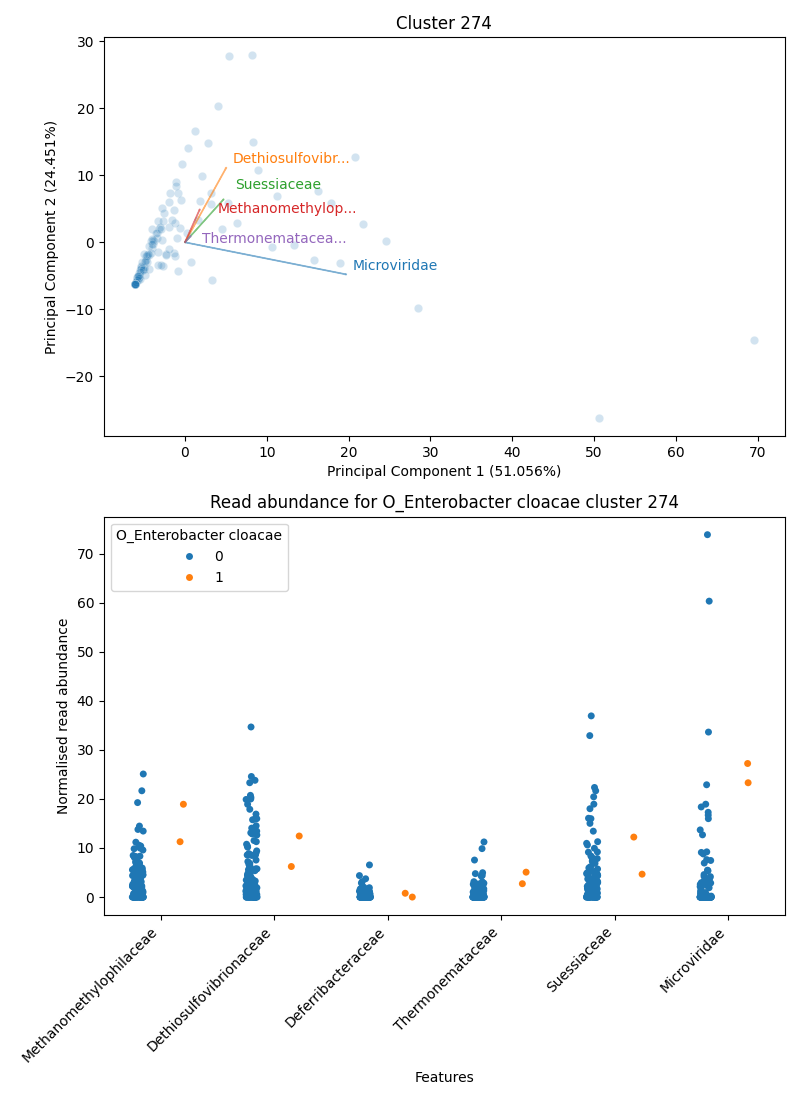 Cluster 274
30
20
10
0
−10
−20
Principal Component 2 (24.451%)
Dethiosulfovibr...
Suessiaceae
Methanomethylop...
Thermonematacea...
Microviridae
0 10 20 30 40 50 60 70
Principal Component 1 (51.056%)
Read abundance for O_Enterobacter cloacae cluster 274
O_Enterobacter cloacae
0
1
70
60
50
40
30
20
10
0
Normalised read abundance
Methanomethylophilaceae
Dethiosulfovibrionaceae
Deferribacteraceae
Thermonemataceae
Suessiaceae
Microviridae
Features